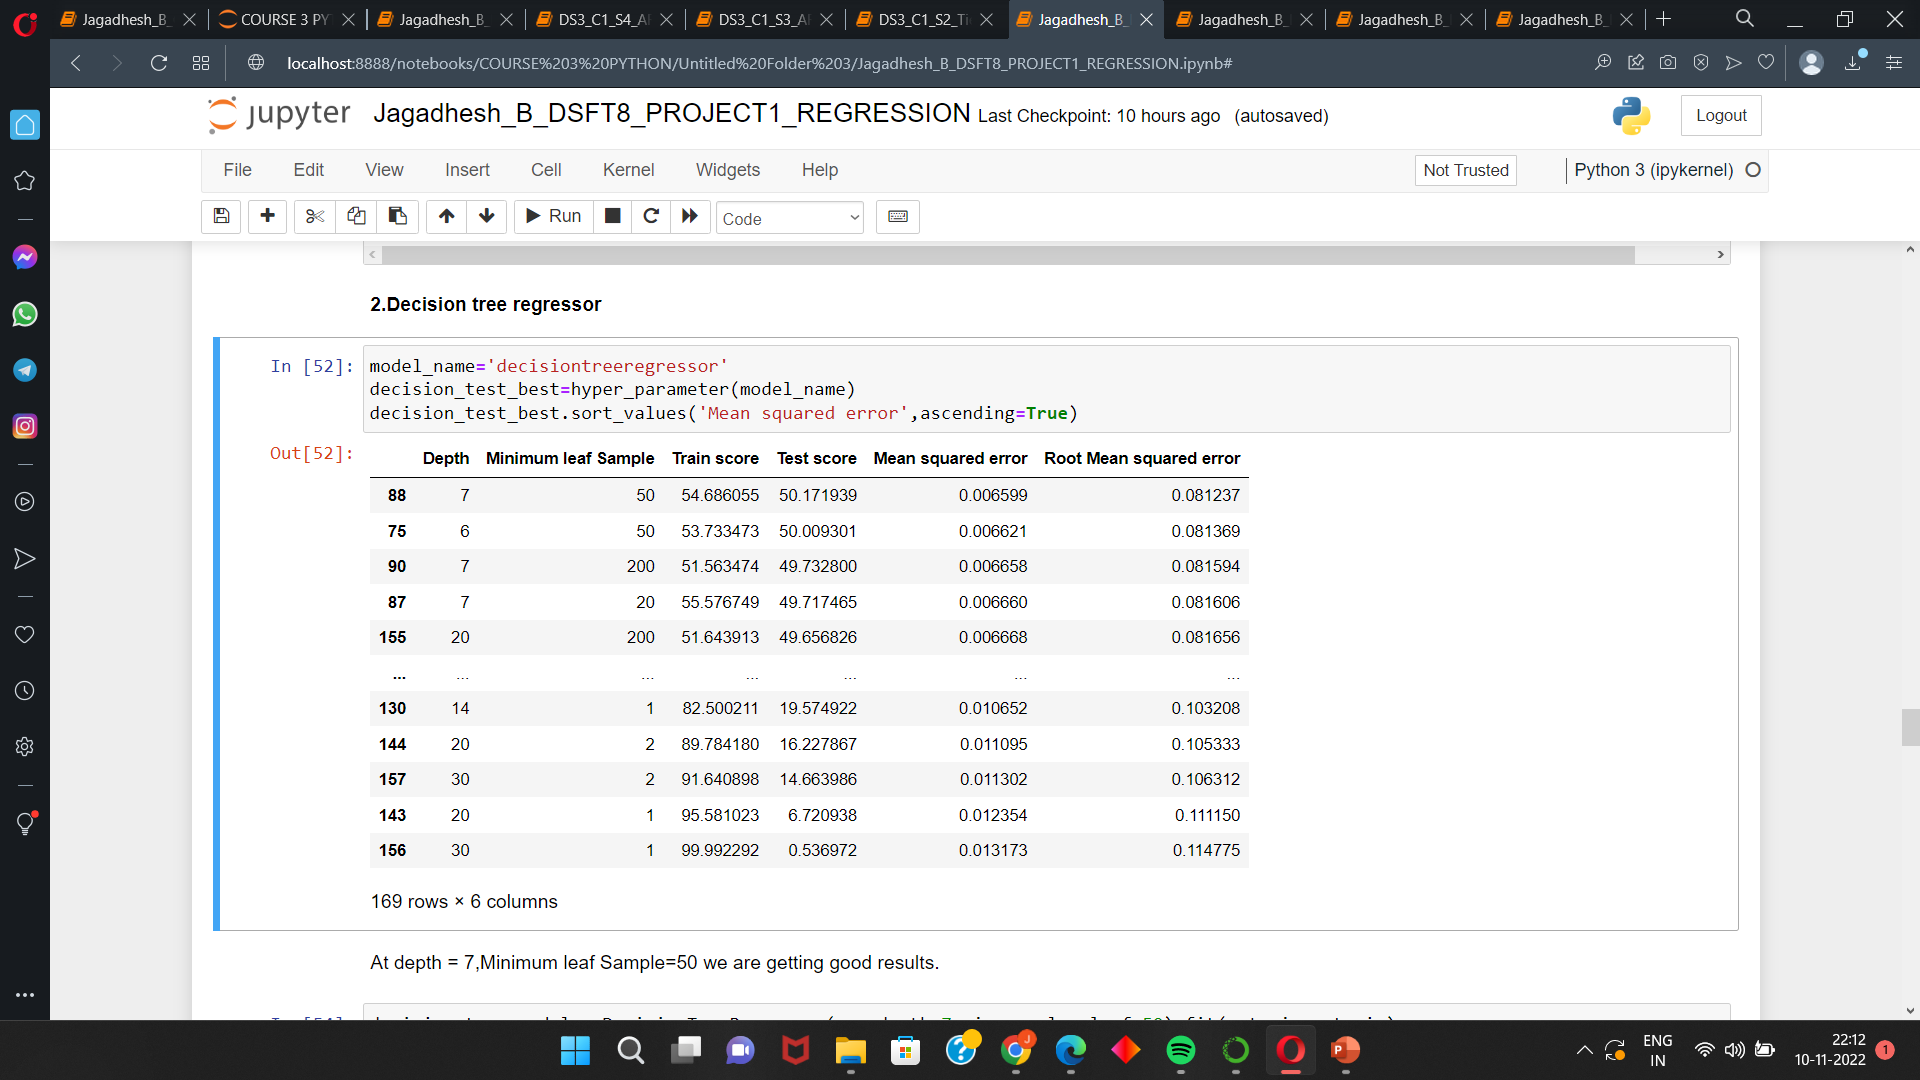 Jagadhesh_B_
COURSE 3 PY
Jagadhesh_B_
DS3_C1_S4_A
DS3_C1_S3_A
DS3_C1_S2_Ti
Jagadhesh_B_
Jagadhesh_B_
Jagadhesh_B_
Jagadhesh_B_
localhost:8888/notebooks/COURSE%203%20PYTHON/Untitled%20Folder%203/Jagadhesh_B_DSFT8_PROJECT1_REGRESSION.ipynb#
jupyter Jagadhesh_B_DSFT8_PROJECT1_REGRESSION Last Checkpoint: 10 hours ago (autosaved)
Logout
File Edit View Insert Cell Kernel Widgets Help
Not Trusted
Python 3 (ipykernel)
Run
Code
2.Decision tree regressor
In [52]: model_name='decisiontreeregressor'
decision_test_best=hyper_parameter(model_name)
decision_test_best.sort_values('Mean squared error',ascending=True)
Out[52]:
Depth Minimum leaf Sample Train score Test score Mean squared error Root Mean squared error
88 7 50 54.686055 50.171939 0.006599 0.081237
75 6 50 53.733473 50.009301 0.006621 0.081369
90 7 200 51.563474 49.732800 0.006658 0.081594
87 7 20 55.576749 49.717465 0.006660 0.081606
155 20 200 51.643913 49.656826 0.006668 0.081656
... ... ... ... ... ... ...
130 14 1 82.500211 19.574922 0.010652 0.103208
144 20 2 89.784180 16.227867 0.011095 0.105333
157 30 2 91.640898 14.663986 0.011302 0.106312
143 20 1 95.581023 6.720938 0.012354 0.111150
156 30 1 99.992292 0.536972 0.013173 0.114775
169 rows × 6 columns
At depth = 7,Minimum leaf Sample=50 we are getting good results.
ENG
IN
22:12
10-11-2022
1